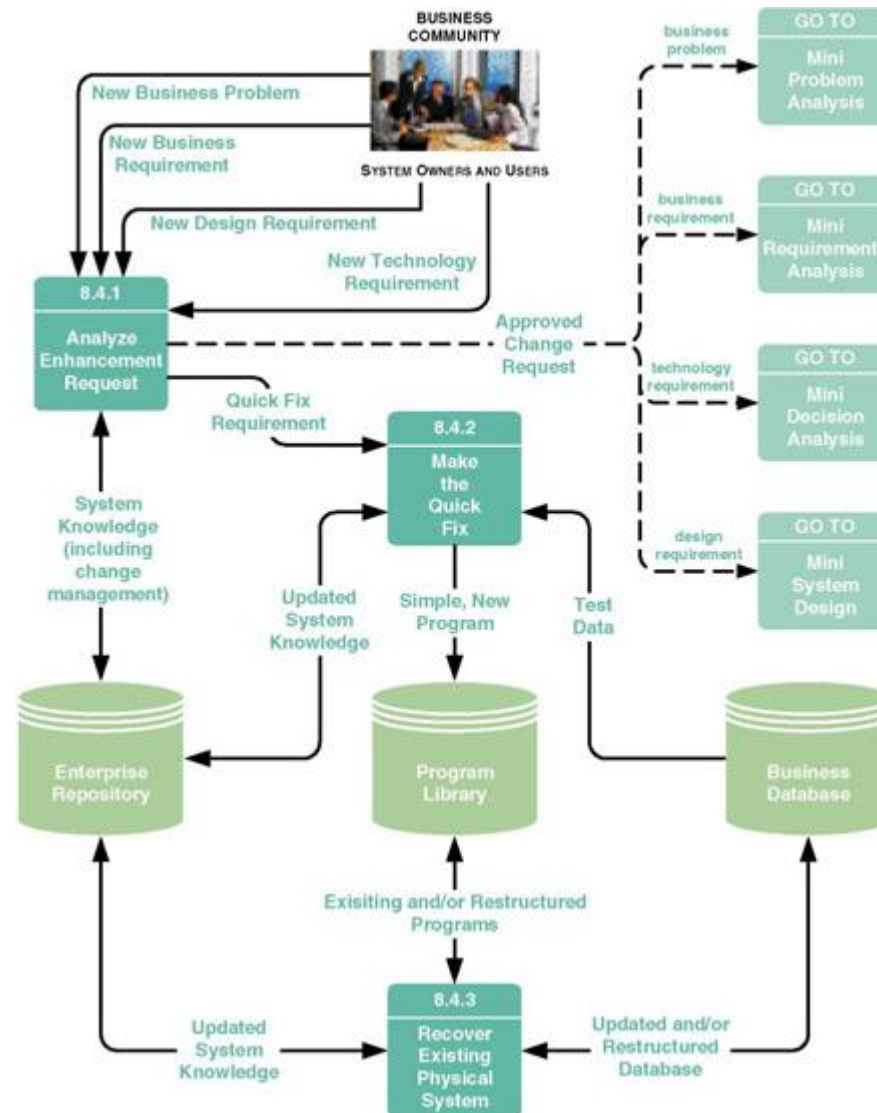 BUSINESS
COMMUNITY
SYSTEM OWNERS AND USERS
New Business Problem
New Business
Requirement
New Design Requirement
New Technology
Requirement
8.4.1
Analyze
Enhancement
Request
Approved
Change
Request
business
problem
GO TO
Mini
Problem
Analysis
business
requirement
GO TO
Mini
Requirement
Analysis
technology
requirement
GO TO
Mini
Decision
Analysis
design
requirement
GO TO
Mini
System
Design
Quick Fix
Requirement
8.4.2
Make
the
Quick
Fix
System
Knowledge
(including
change
management)
Updated
System
Knowledge
Simple, New
Program
Test
Data
Enterprise
Repository
Program
Library
Business
Database
Exisiting and/or Restructured
Programs
8.4.3
Recover
Existing
Physical
System
Updated
System
Knowledge
Updated and/or
Restructured
Database